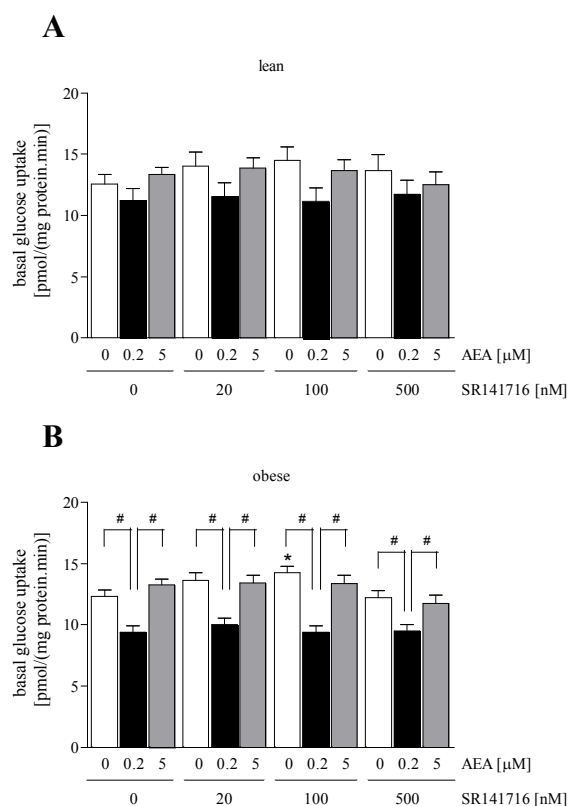 A
lean
basal glucose uptake
[pmol/(mg protein.min)]
20
15
10
5
0
0 0.2 5 0 0.2 5 0 0.2 5 0 0.2 5 AEA [µM]
0 20 100 500 SR141716 [nM]
B
obese
basal glucose uptake
[pmol/(mg protein.min)]
20
15
10
5
0
# # # # # # # #
*
0 0.2 5 0 0.2 5 0 0.2 5 0 0.2 5 AEA [µM]
0 20 100 500 SR141716 [nM]